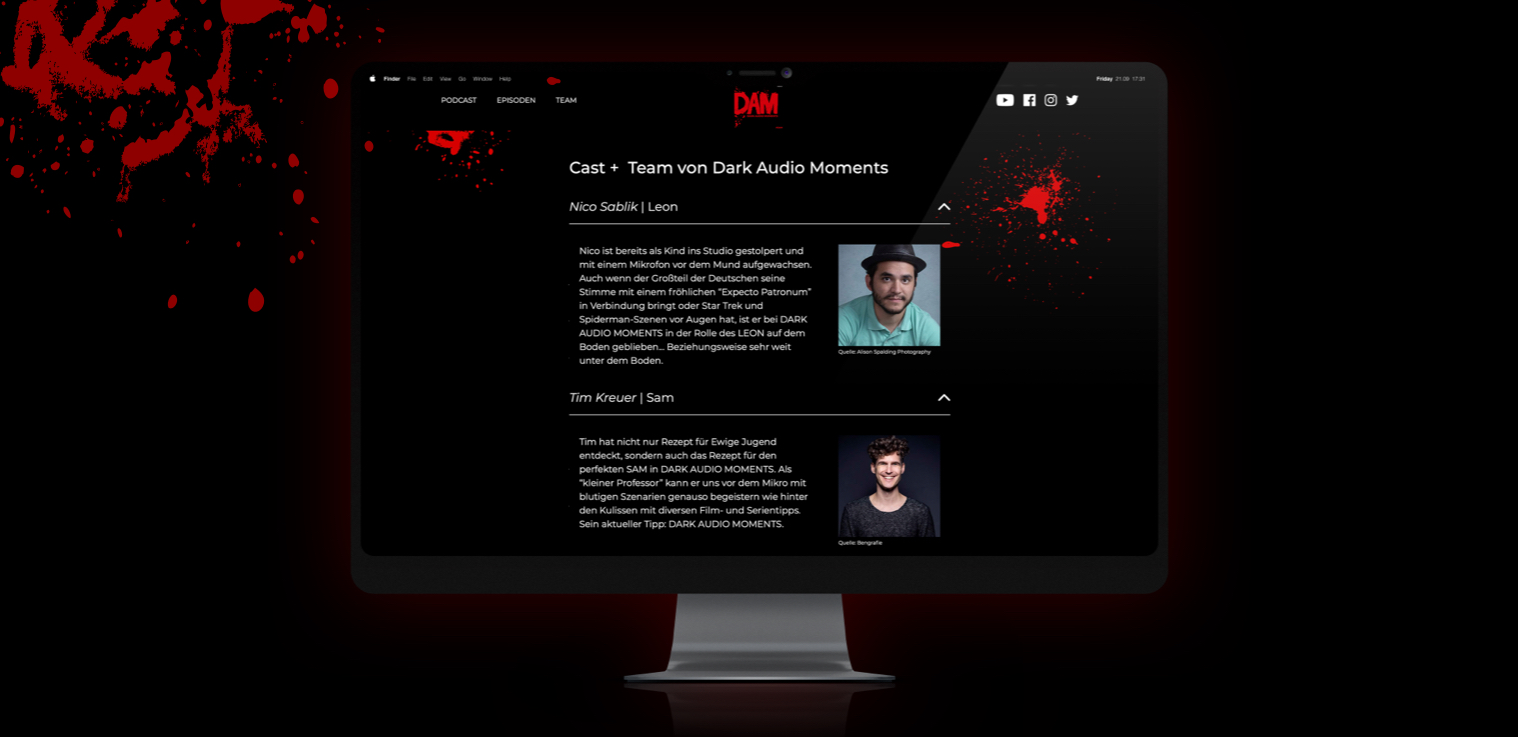 Finder File Edit View Go Window Help
Friday 21:09 17:31
PODCAST EPISODEN TEAM
DAM
Cast + Team von Dark Audio Moments
Nico Sablik | Leon
Nico ist bereits als Kind ins Studio gestolpert und
mit einem Mikrofon vor dem Mund aufgewachsen.
Auch wenn der Großteil der Deutschen seine
Stimme mit einem fröhlichen “Expecto Patronum”
in Verbindung bringt oder Star Trek und
Spiderman-Szenen vor Augen hat, ist er bei DARK
AUDIO MOMENTS in der Rolle des LEON auf dem
Boden geblieben... Beziehungsweise sehr weit
unter dem Boden.
Quelle: Alison Spalding Photography
Tim Kreuer | Sam
Tim hat nicht nur Rezept für Ewige Jugend
entdeckt, sondern auch das Rezept für den
perfekten SAM in DARK AUDIO MOMENTS. Als
“kleiner Professor” kann er uns vor dem Mikro mit
blutigen Szenarien genauso begeistern wie hinter
den Kulissen mit diversen Film- und Serientipps.
Sein aktueller Tipp: DARK AUDIO MOMENTS.
Quelle: Bengrafie